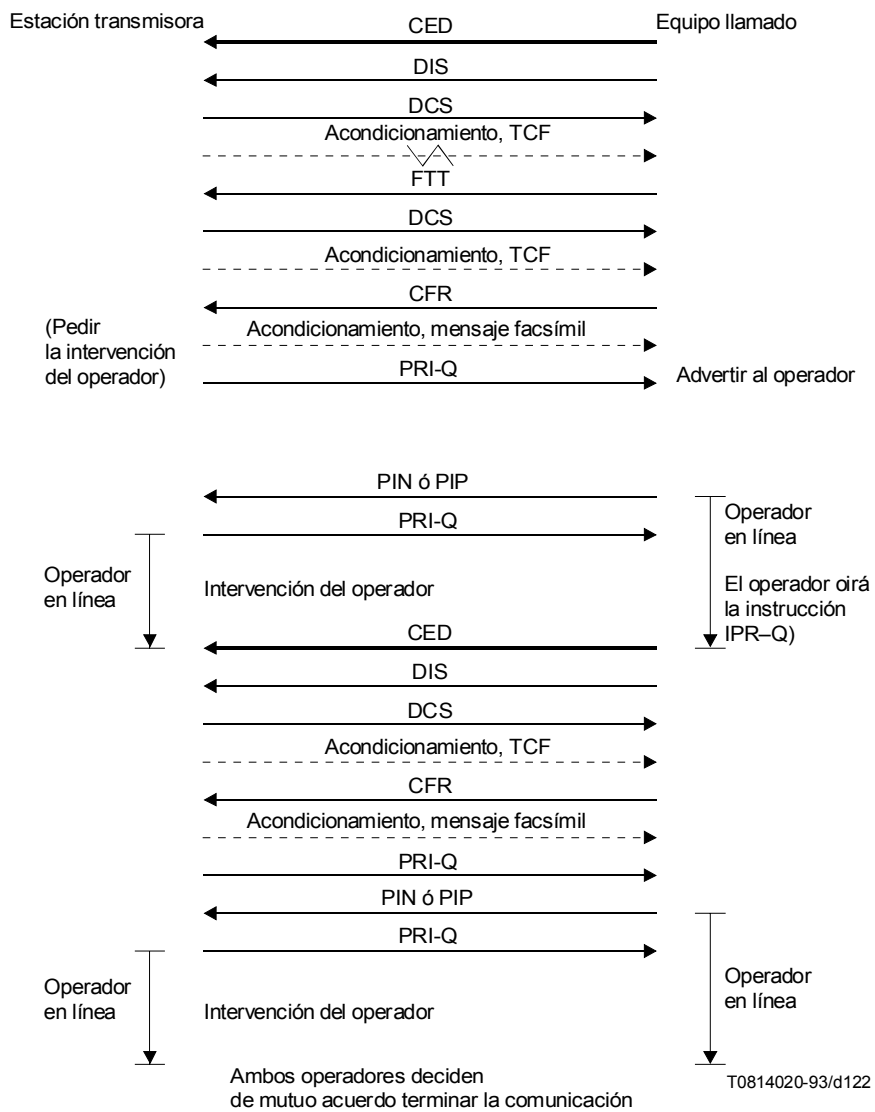 Estación transmisora
CED
Equipo llamado
DIS
DCS
Acondicionamiento, TCF
FTT
DCS
Acondicionamiento, TCF
CFR
(Pedir
la intervención
del operador)
Acondicionamiento, mensaje facsímil
PRI-Q
Advertir al operador
PIN ó PIP
PRI-Q
Operador
en línea
Operador
en línea
Intervención del operador
El operador oirá
la instrucción
IPR–Q)
CED
DIS
DCS
Acondicionamiento, TCF
CFR
Acondicionamiento, mensaje facsímil
PRI-Q
PIN ó PIP
PRI-Q
Operador
en línea
Intervención del operador
Operador
en línea
Ambos operadores deciden
de mutuo acuerdo terminar la comunicación
T0814020-93/d122